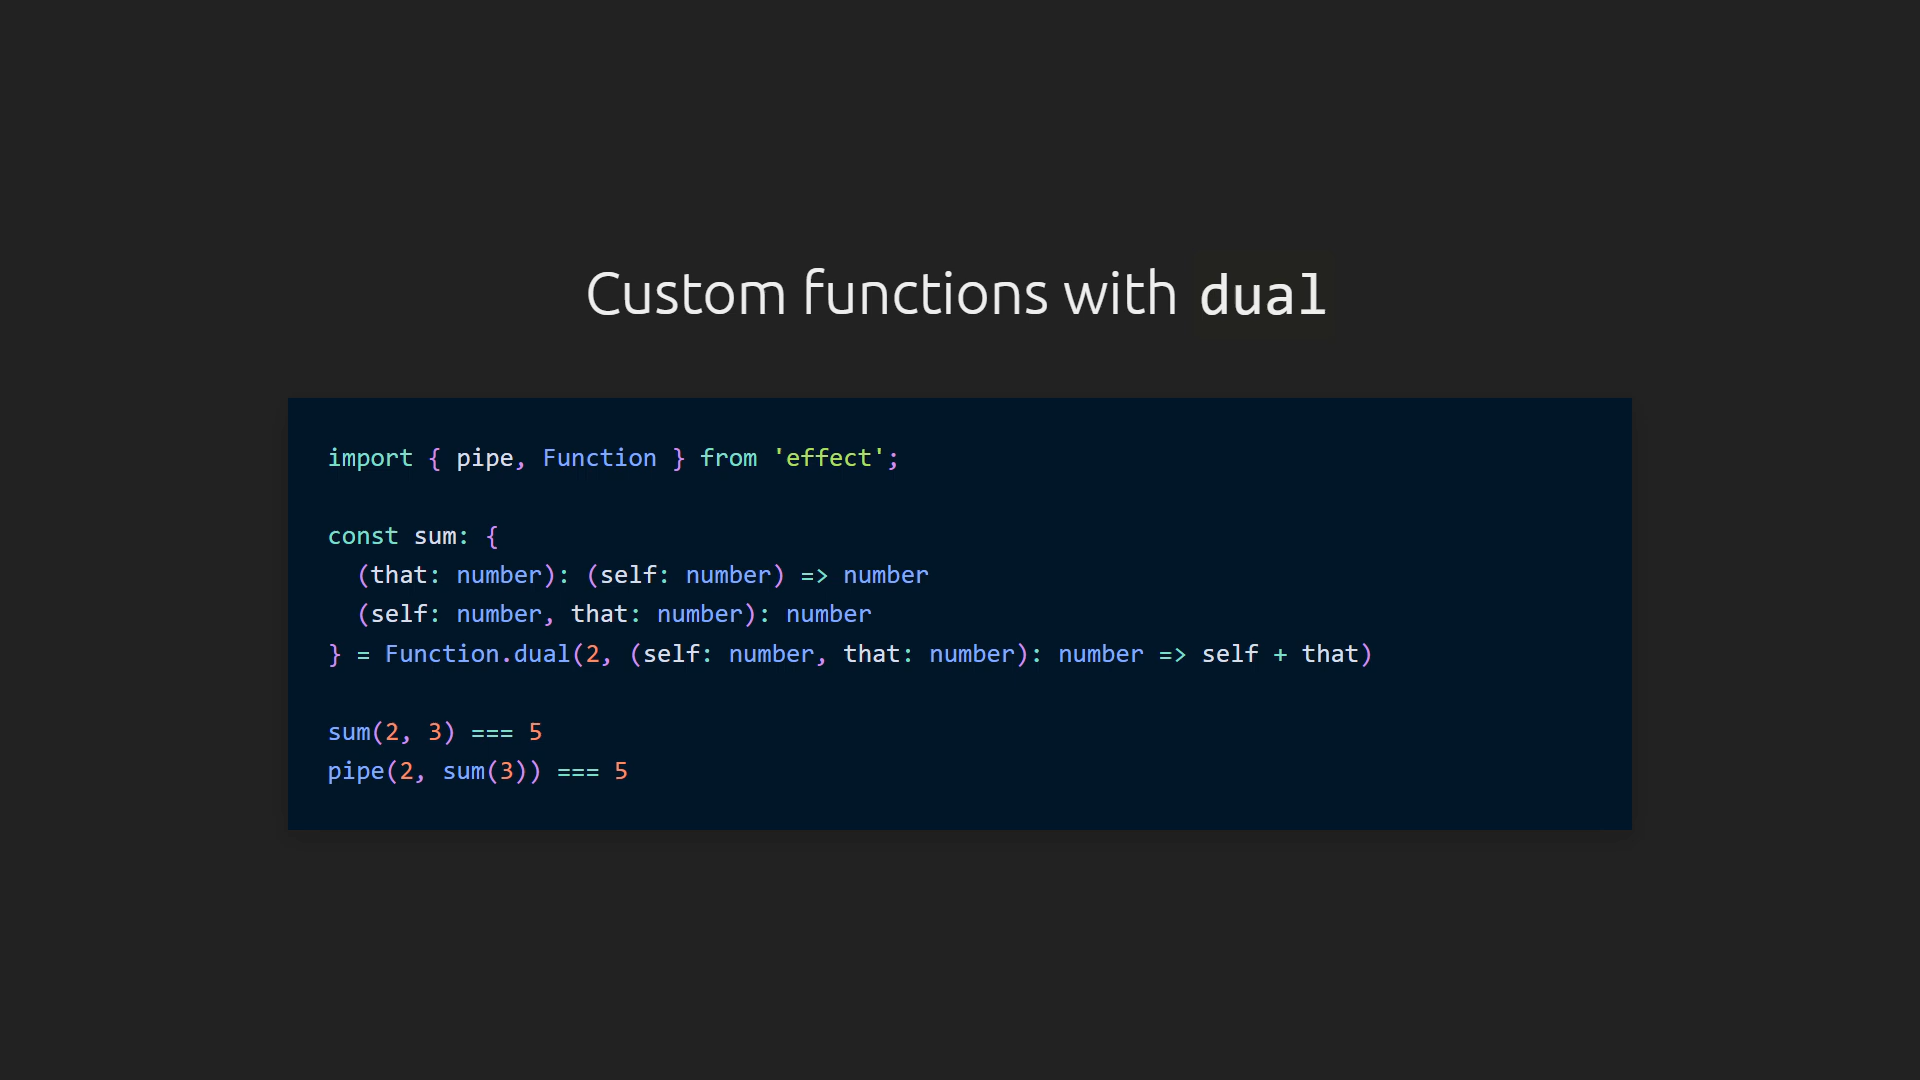 Custom functions with dual
import { pipe, Function } from 'effect';
const sum: {
  (that: number): (self: number) => number
  (self: number, that: number): number
} = Function.dual(2, (self: number, that: number): number => self + that)
sum(2, 3) === 5
pipe(2, sum(3)) === 5